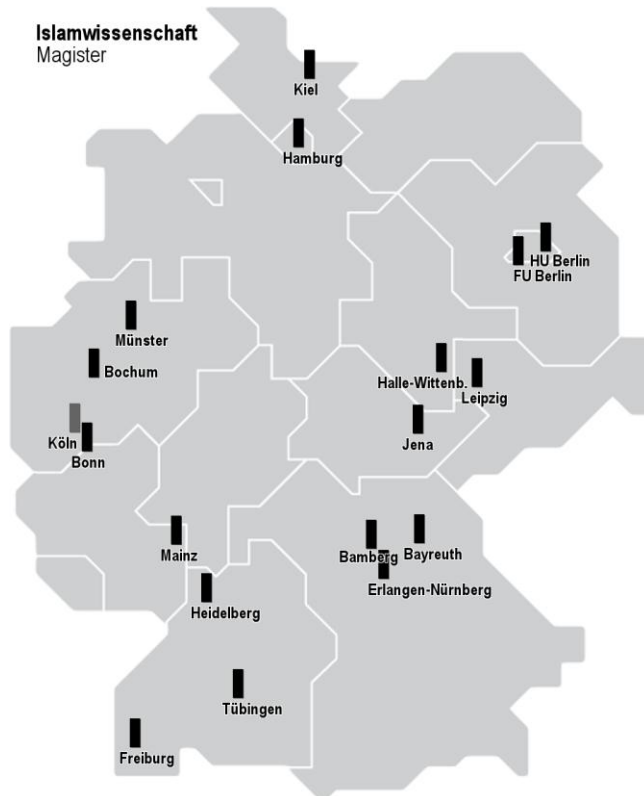 Islamwissenschaft
Magister
Kiel
Hamburg
HU Berlin
FU Berlin
Münster
Bochum
Halle-Wittenb.
Leipzig
Köln
Jena
Bonn
Mainz
Bamberg
Bayreuth
Erlangen-Nürnberg
Heidelberg
Tübingen
Freiburg